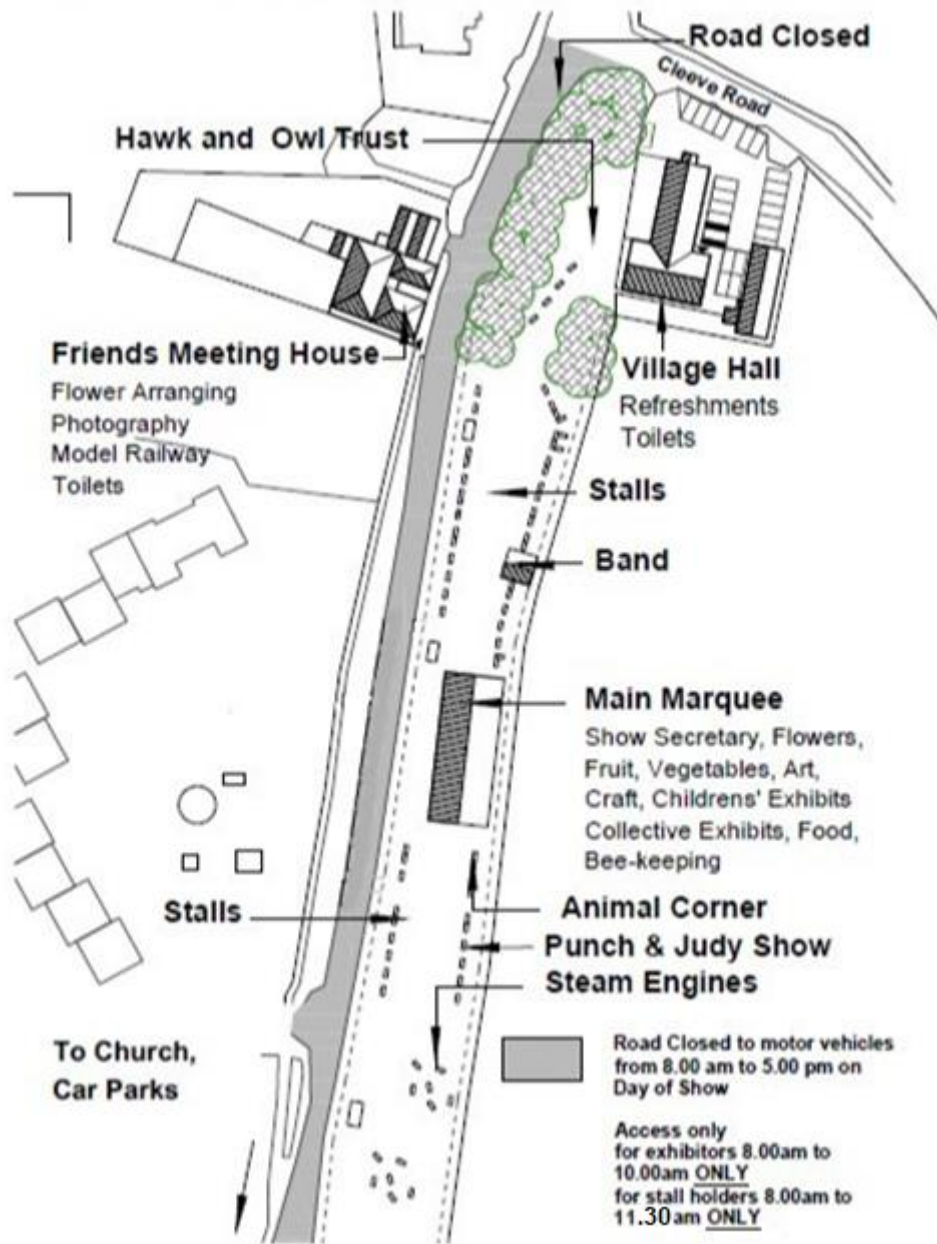 Road Closed
Cleeve Road
Hawk and Owl Trust
Friends Meeting House
Flower Arranging
Photography
Model Railway
Toilets
Village Hall
Refreshments
Toilets
Stalls
Band
Main Marquee
Show Secretary, Flowers,
Fruit, Vegetables, Art,
Craft, Childrens' Exhibits
Collective Exhibits, Food,
Bee-keeping
Stalls
Animal Corner
Punch & Judy Show
Steam Engines
To Church,
Car Parks
Road Closed to motor vehicles
from 8.00 am to 5.00 pm on
Day of Show
Access only
for exhibitors 8.00am to
10.00am ONLY
for stall holders 8.00am to
11.30am ONLY